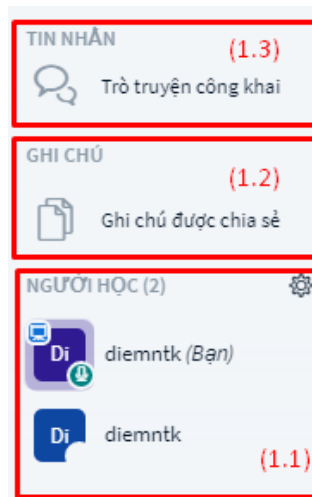 TIN NHẮN
(1.3)
Trò truyện công khai
GHI CHÚ
(1.2)
Ghi chú được chia sẻ
NGƯỜI HỌC (2)
Di
diemntk (Bạn)
Di
diemntk
(1.1)